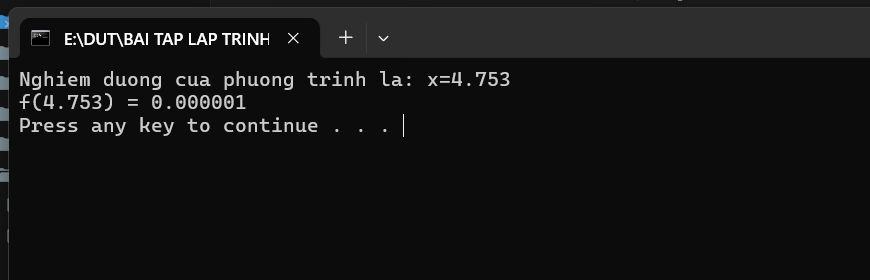 E:\DUT\BAI TAP LAP TRINH
Nghiem duong cua phuong trinh la: x=4.753
f(4.753) = 0.000001
Press any key to continue . . .